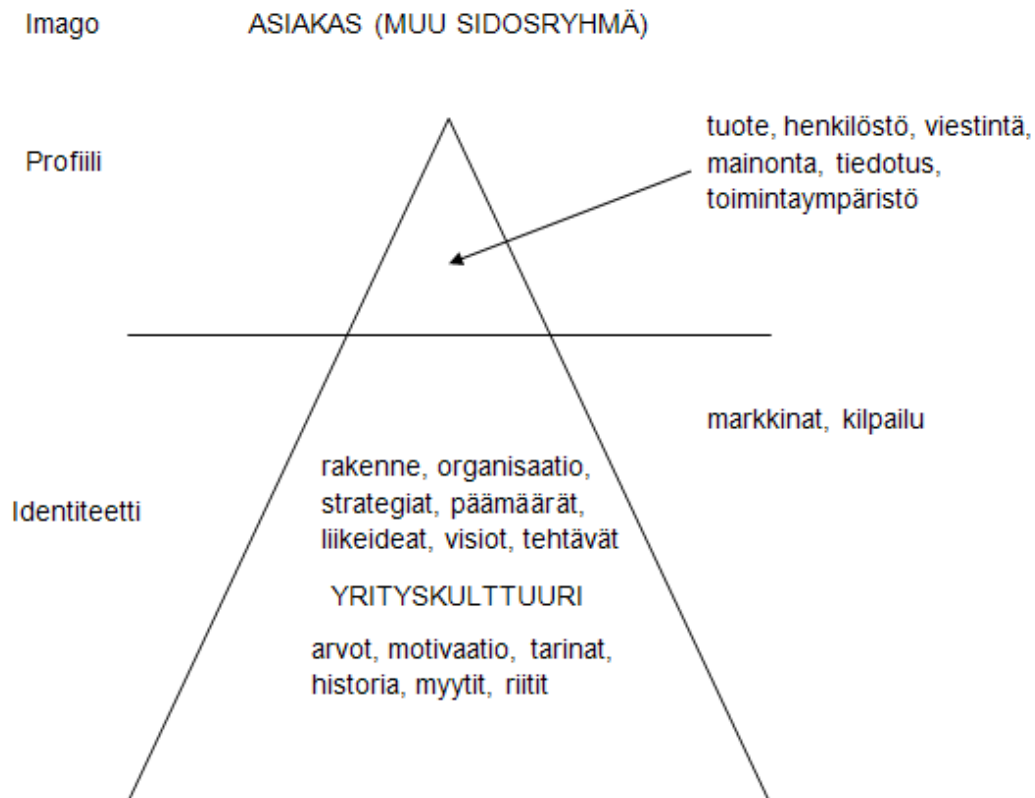 Imago
ASIAKAS (MUU SIDOSRYHMÄ)
tuote, henkilöstö, viestintä,
mainonta, tiedotus,
toimintaympäristö
Profiili
markkinat, kilpailu
rakenne, organisaatio,
strategiat, päämäärät,
liikeideat, visiot, tehtävät
Identiteetti
YRITYSKULTTUURI
arvot, motivaatio, tarinat,
historia, myytit, riitit